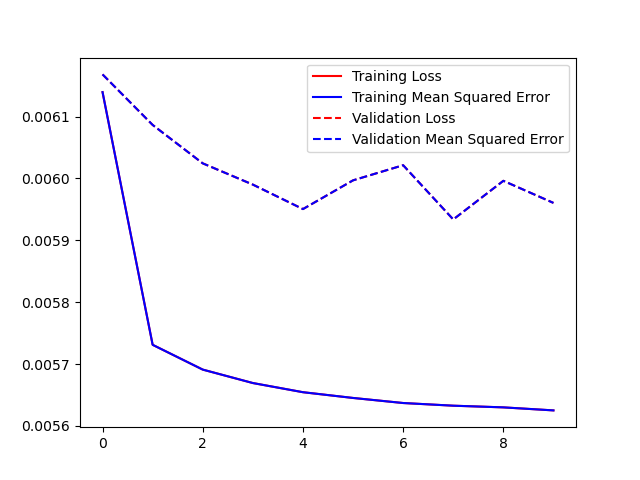 Training Loss
Training Mean Squared Error
Validation Loss
Validation Mean Squared Error
0.0061
0.0060
0.0059
0.0058
0.0057
0.0056
0 2 4 6 8